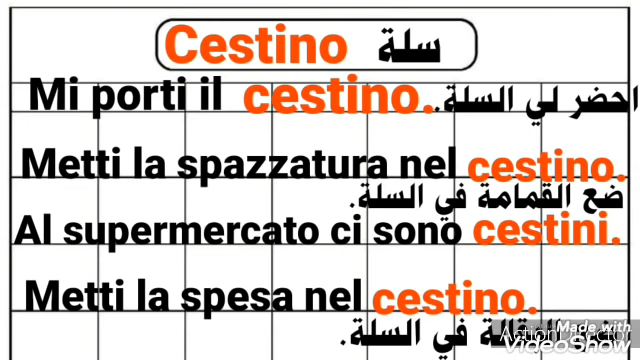 Cestino سلة
Mi porti il cestino. احضر لي السلة.
Metti la spazzatura nel cestino.
ضع القمامة في السلة.
Al supermercato ci sono cestini.
Metti la spesa nel cestino.
في السلة.
Made with
VideoShow